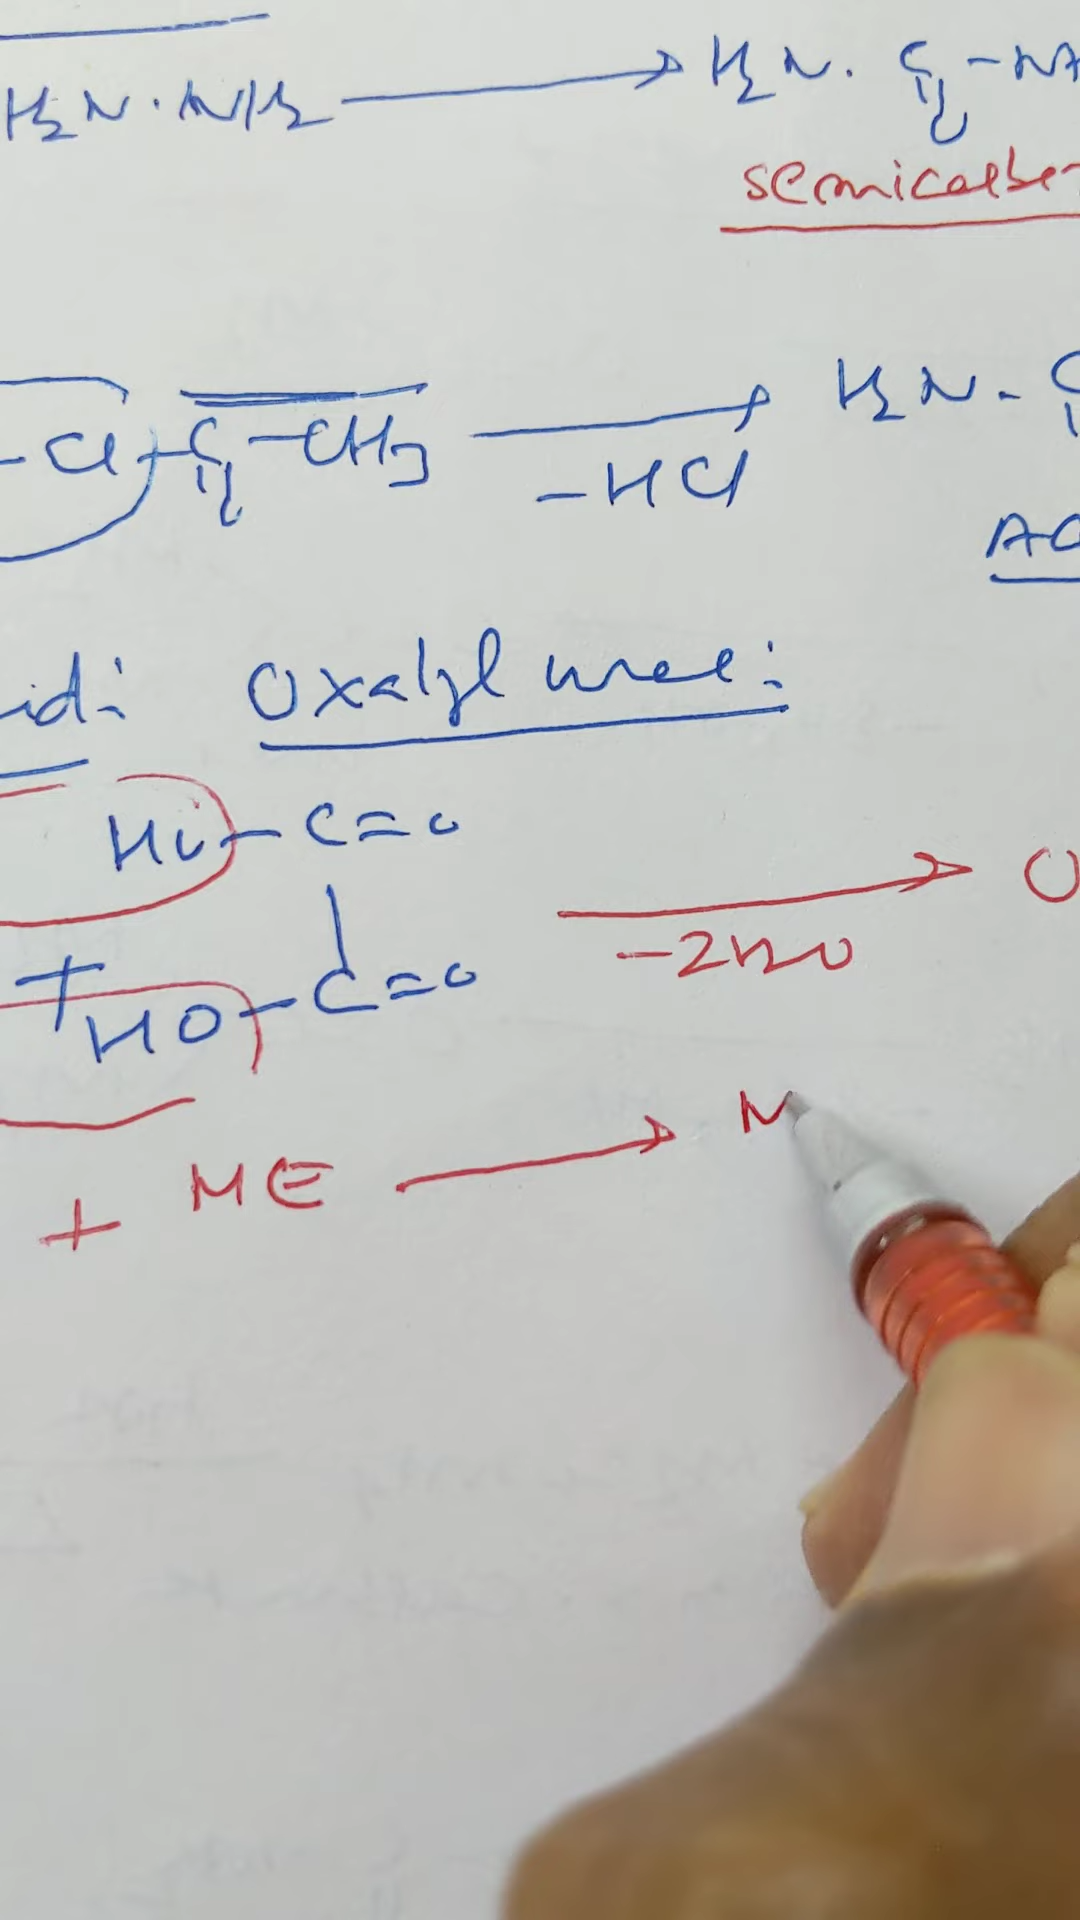 H2N · NH2 ⟶ H2N · C – NH
||
O
semicarba
– Cl – C – CH3 ⟶ H2N – C
|| – HCl ||
O
Ac
id: Oxalyl urea:
HO – C = O
⟶ O
|
– 2H2O
+ HO – C = O
+ ME ⟶ M